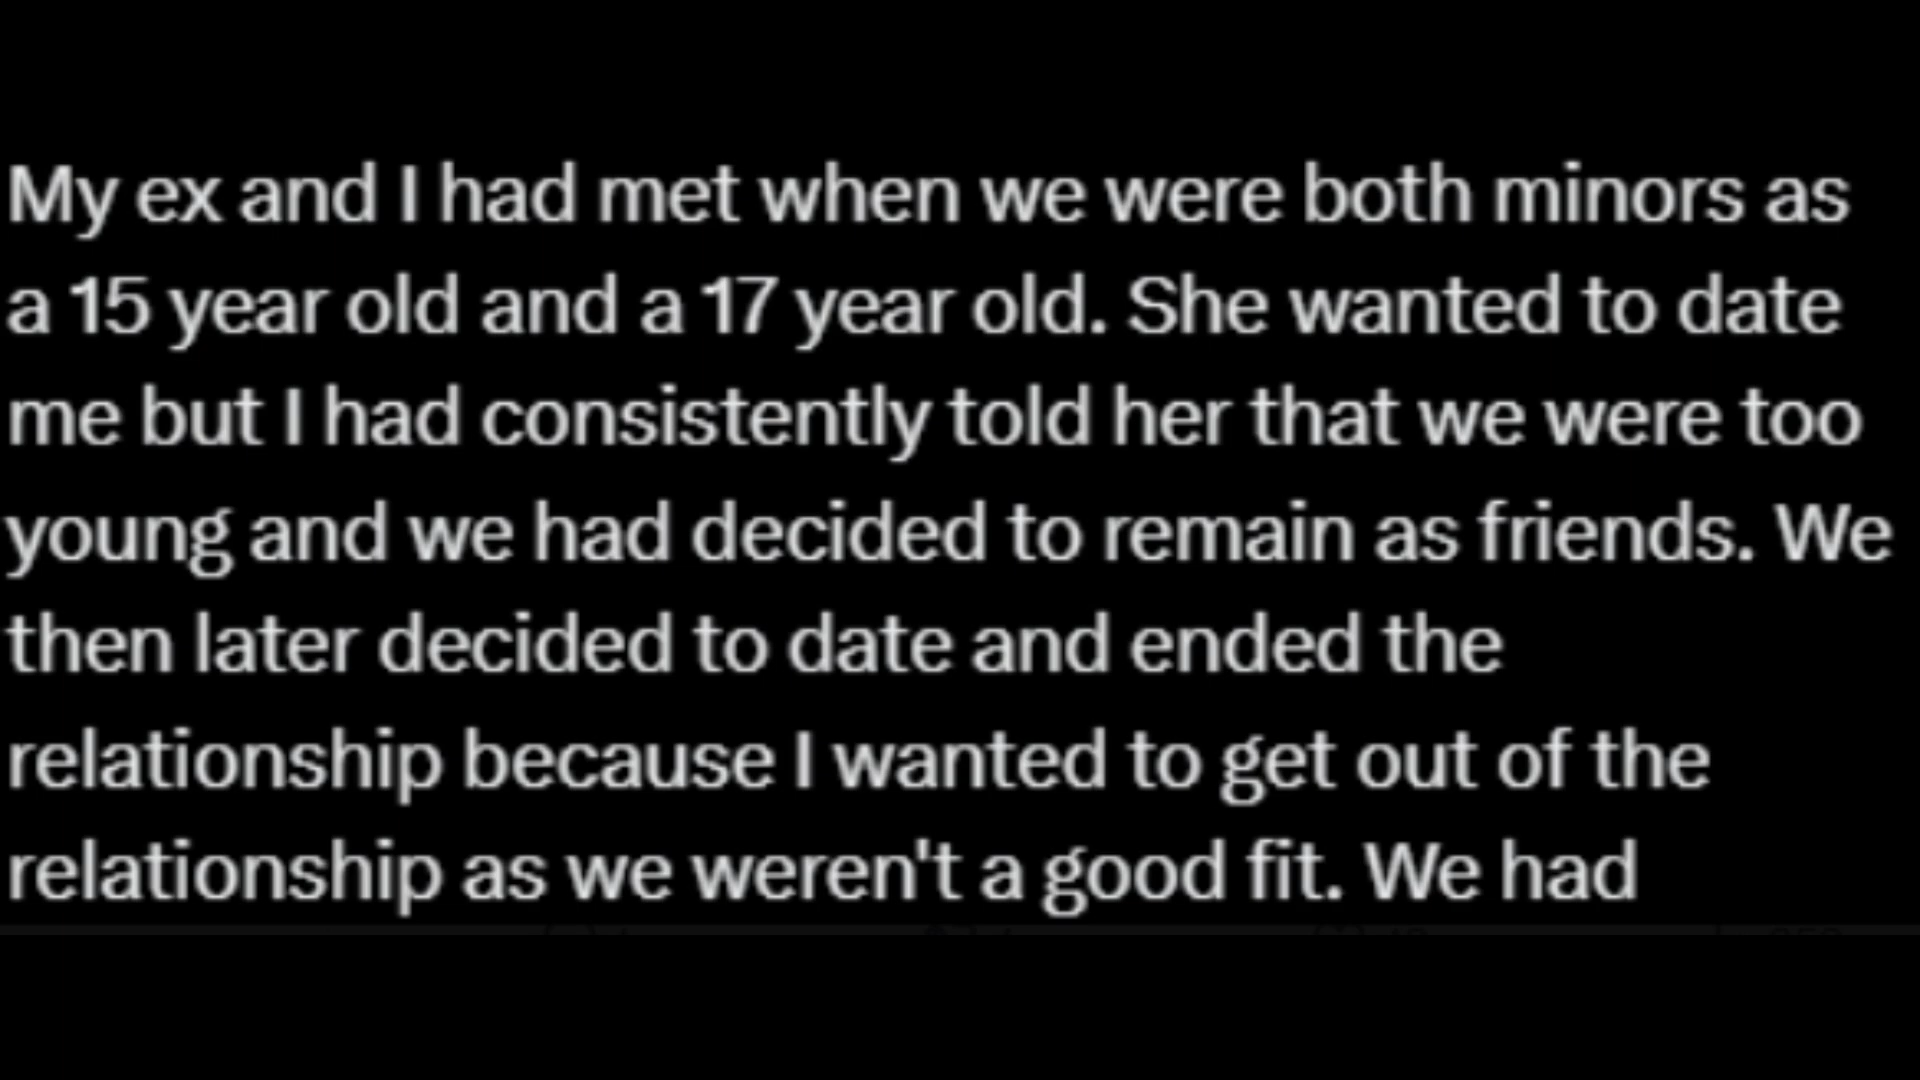 My ex and I had met when we were both minors as
a 15 year old and a 17 year old. She wanted to date
me but I had consistently told her that we were too
young and we had decided to remain as friends. We
then later decided to date and ended the
relationship because I wanted to get out of the
relationship as we weren't a good fit. We had